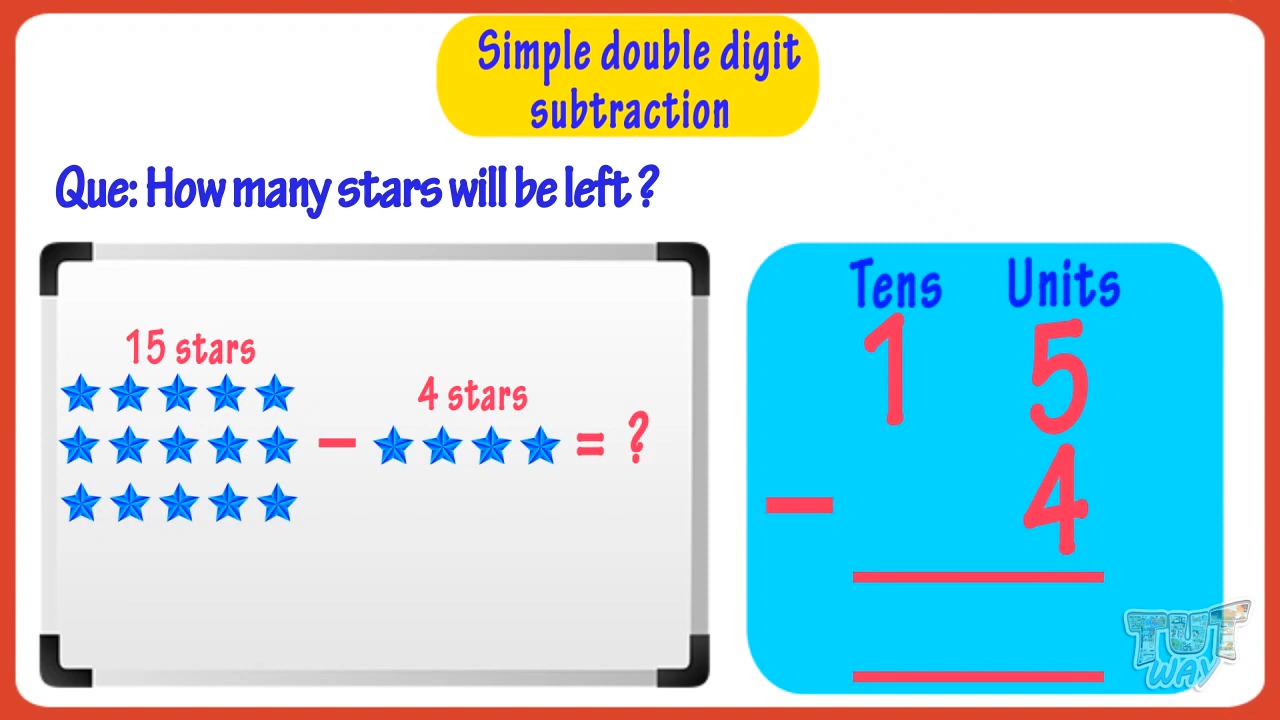 Simple double digit
subtraction
Que: How many stars will be left ?
15 stars
4 stars
− = ?
Tens Units
1 5
− 4
TUT
WAY